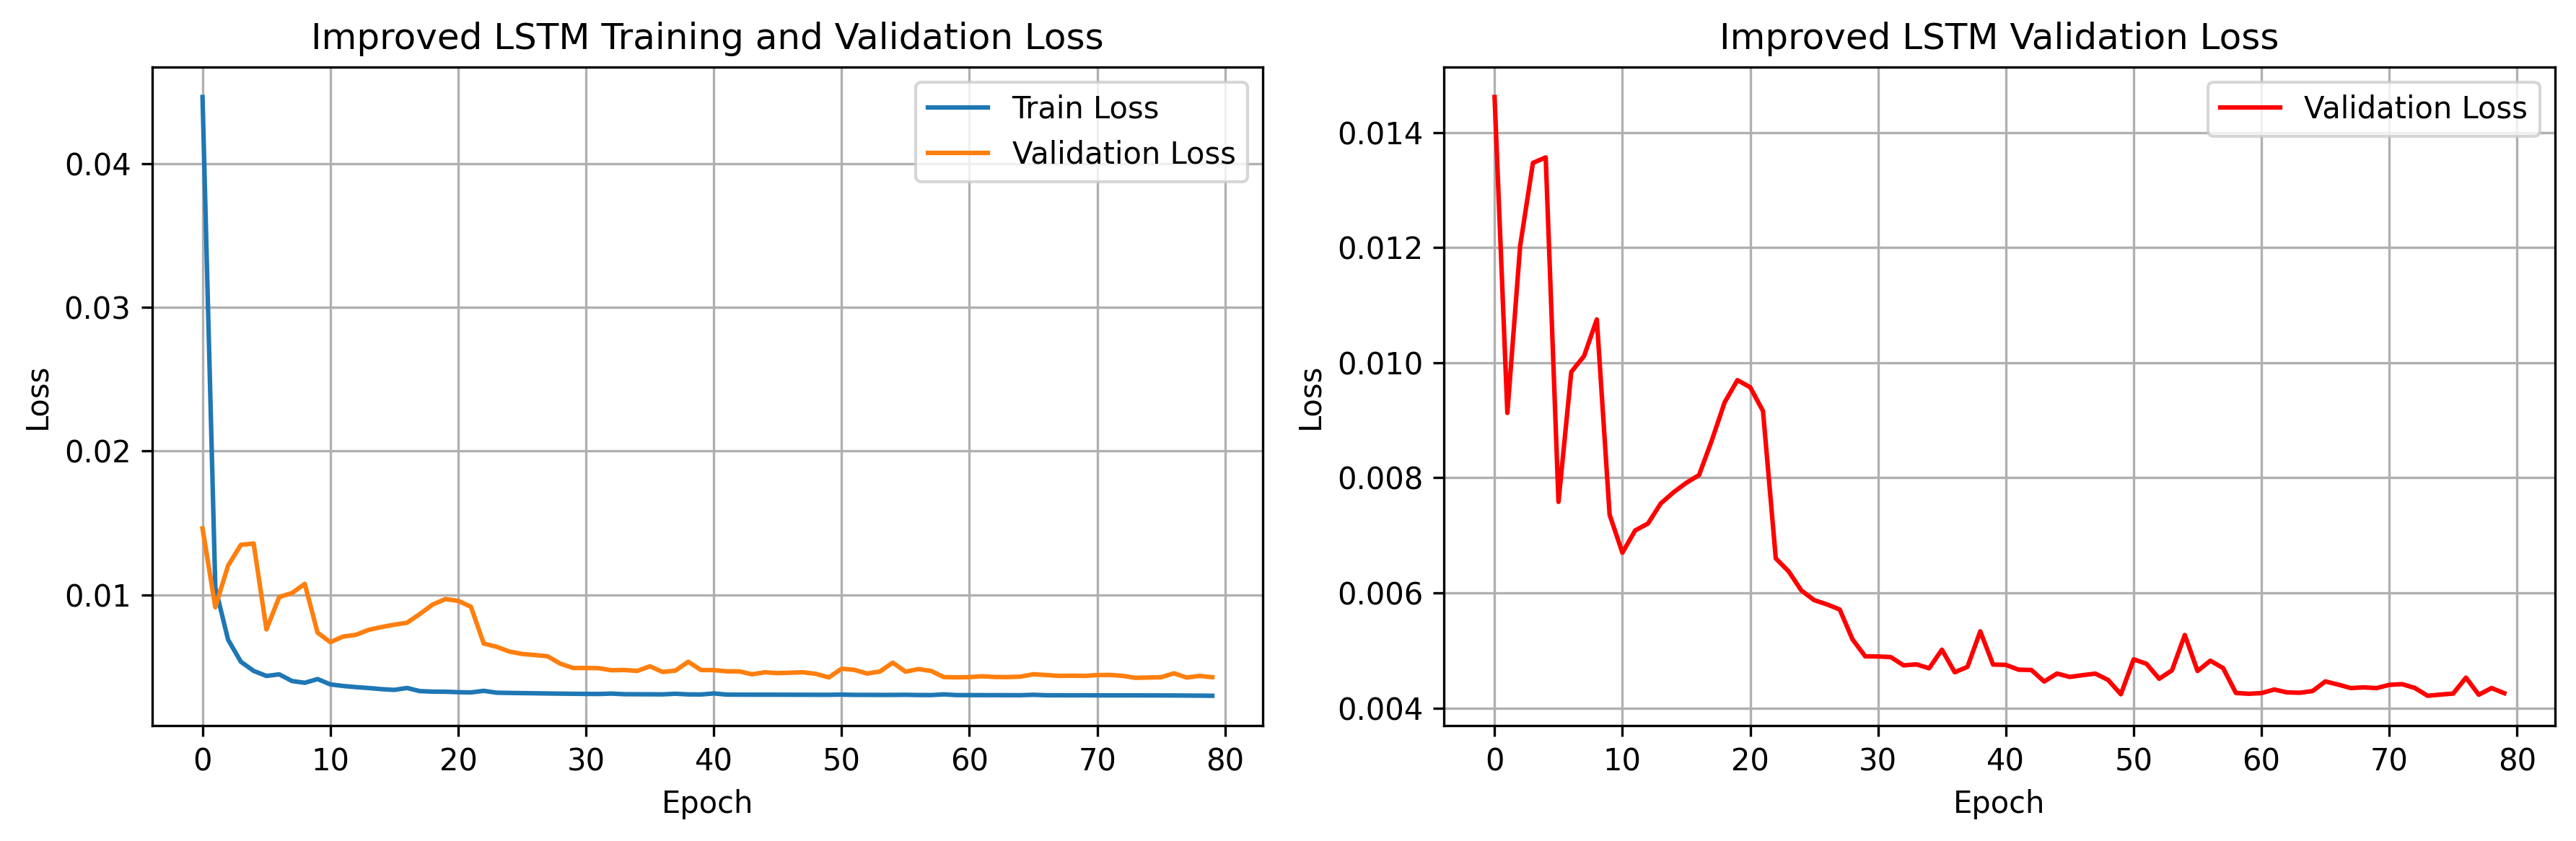 Improved LSTM Training and Validation Loss
Train Loss
Validation Loss
0.04
0.03
0.02
0.01
Loss
0 10 20 30 40 50 60 70 80
Epoch
Improved LSTM Validation Loss
Validation Loss
0.014
0.012
0.010
0.008
0.006
0.004
Loss
0 10 20 30 40 50 60 70 80
Epoch